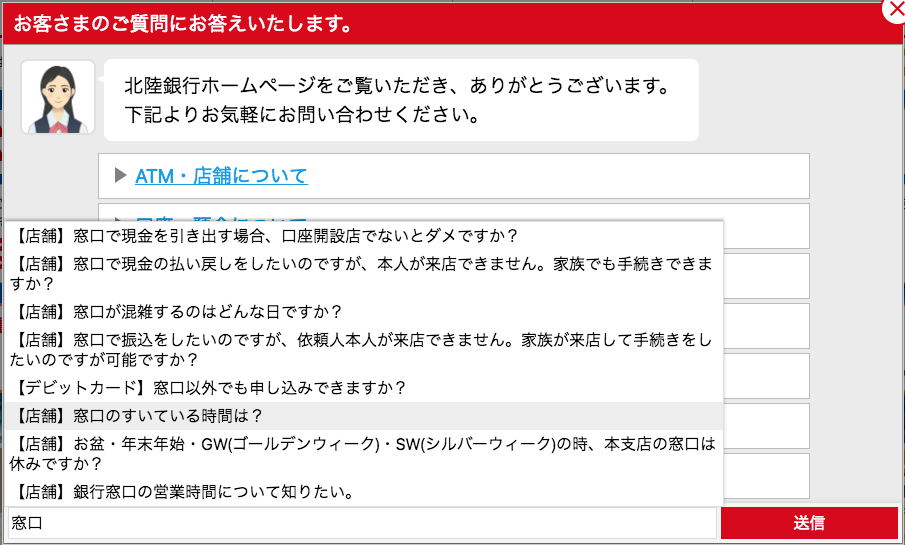 お客さまのご質問にお答えいたします。
北陸銀行ホームページをご覧いただき、ありがとうございます。
下記よりお気軽にお問い合わせください。
ATM・店舗について
【店舗】窓口で現金を引き出す場合、口座開設店でないとダメですか？
【店舗】窓口で現金の払い戻しをしたいのですが、本人が来店できません。家族でも手続きできま
すか？
【店舗】窓口が混雑するのはどんな日ですか？
【店舗】窓口で振込をしたいのですが、依頼人本人が来店できません。家族が来店して手続きをし
たいのですが可能ですか？
【デビットカード】窓口以外でも申し込みできますか？
【店舗】窓口のすいている時間は？
【店舗】お盆・年末年始・GW(ゴールデンウィーク)・SW(シルバーウィーク)の時、本支店の窓口は
休みですか？
【店舗】銀行窓口の営業時間について知りたい。
窓口
送信